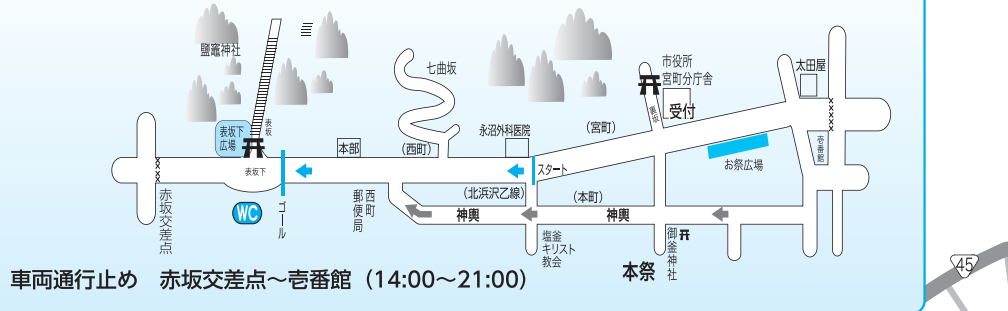 鹽竈神社
七曲坂
市役所
宮町分庁舎
太田屋
表坂下
広場
表坂
裏坂
受付
本部
永沼外科医院
(宮町)
壱番館
(西町)
お祭広場
表坂下
スタート
赤坂交差点
WC
ゴール
西町
郵便局
(北浜沢乙線)
(本町)
神輿
神輿
塩釜
キリスト
教会
御釜神社
本祭
45
車両通行止め 赤坂交差点〜壱番館(14:00〜21:00)